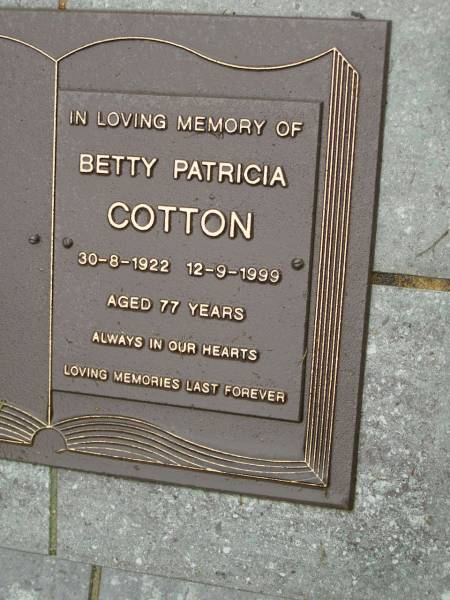 IN LOVING MEMORY OF
BETTY PATRICIA
COTTON
30-8-1922 12-9-1999
AGED 77 YEARS
ALWAYS IN OUR HEARTS
LOVING MEMORIES LAST FOREVER